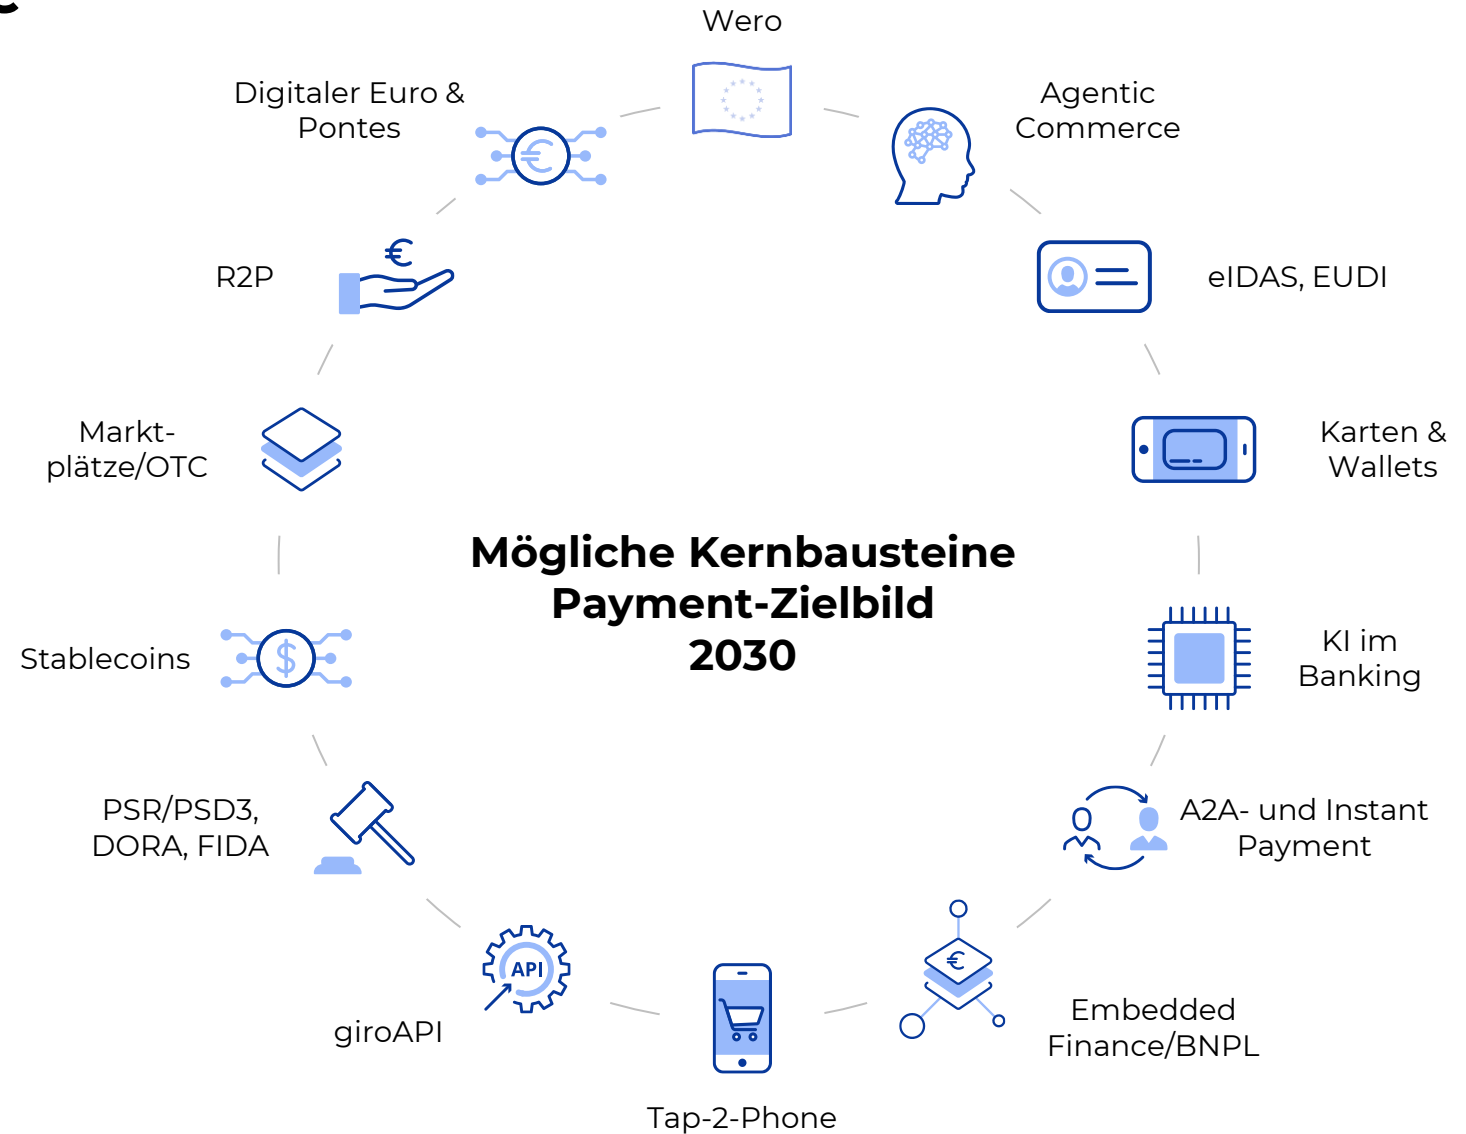 Wero
Digitaler Euro &
Pontes
Agentic
Commerce
€
€
R2P
eIDAS, EUDI
Markt-
plätze/OTC
Karten &
Wallets
Mögliche Kernbausteine
Payment-Zielbild
2030
Stablecoins
$
KI im
Banking
PSR/PSD3,
DORA, FIDA
A2A- und Instant
Payment
API
€
giroAPI
Embedded
Finance/BNPL
Tap-2-Phone